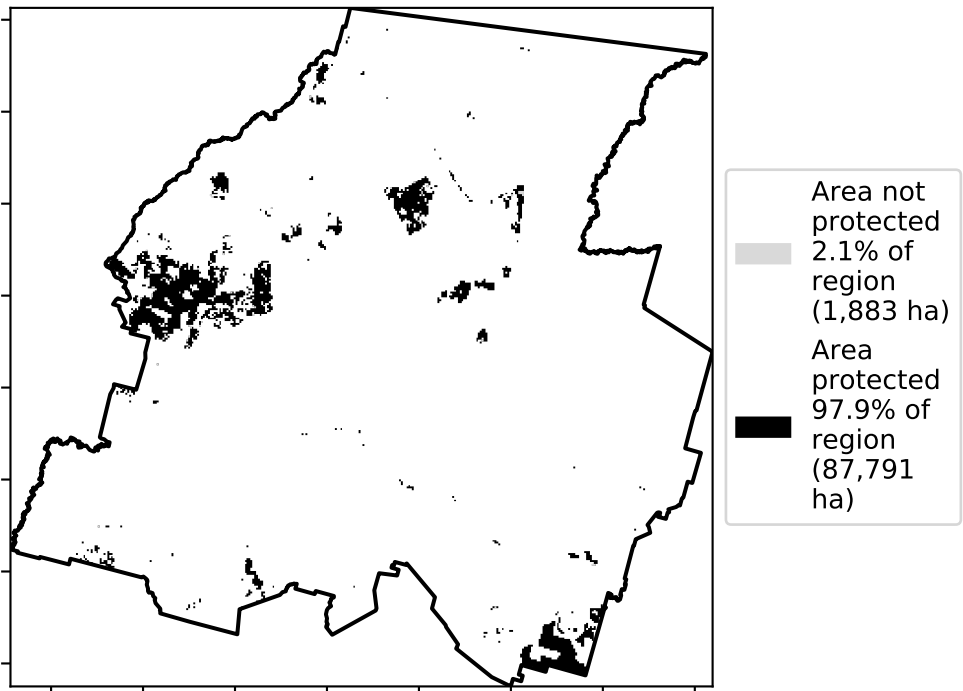 Area not
protected
2.1% of
region
(1,883 ha)
Area
protected
97.9% of
region
(87,791
ha)